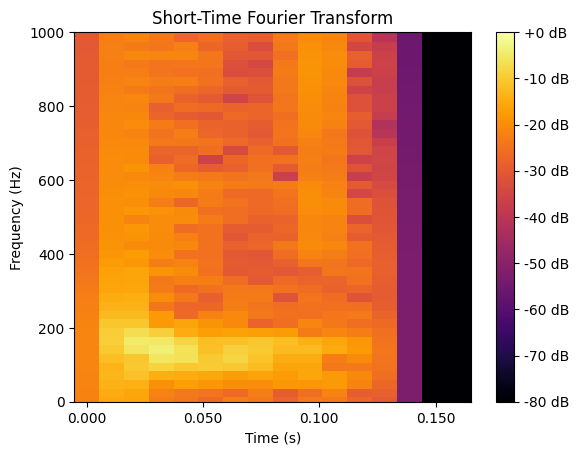 Short-Time Fourier Transform
1000
800
600
400
200
0
Frequency (Hz)
0.000
0.050
0.100
0.150
Time (s)
+0 dB
-10 dB
-20 dB
-30 dB
-40 dB
-50 dB
-60 dB
-70 dB
-80 dB